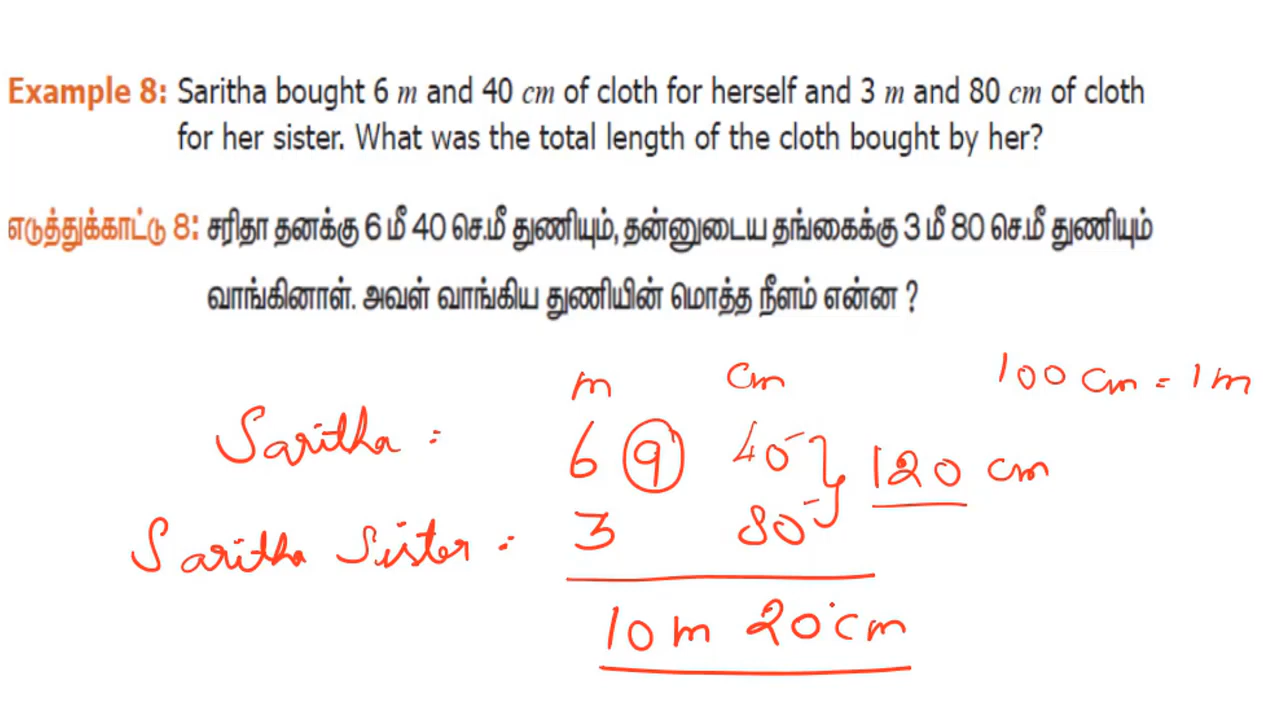 Example 8: Saritha bought 6 m and 40 cm of cloth for herself and 3 m and 80 cm of cloth
for her sister. What was the total length of the cloth bought by her?
எடுத்துக்காட்டு 8: சரிதா தனக்கு 6 மீ 40 செ.மீ துணியும், தன்னுடைய தங்கைக்கு 3 மீ 80 செ.மீ துணியும்
வாங்கினாள். அவள் வாங்கிய துணியின் மொத்த நீளம் என்ன ?
m cm 100 cm = 1 m
Saritha : 6 9 40 } 120 cm
Saritha Sister : 3 80
10 m 20 cm